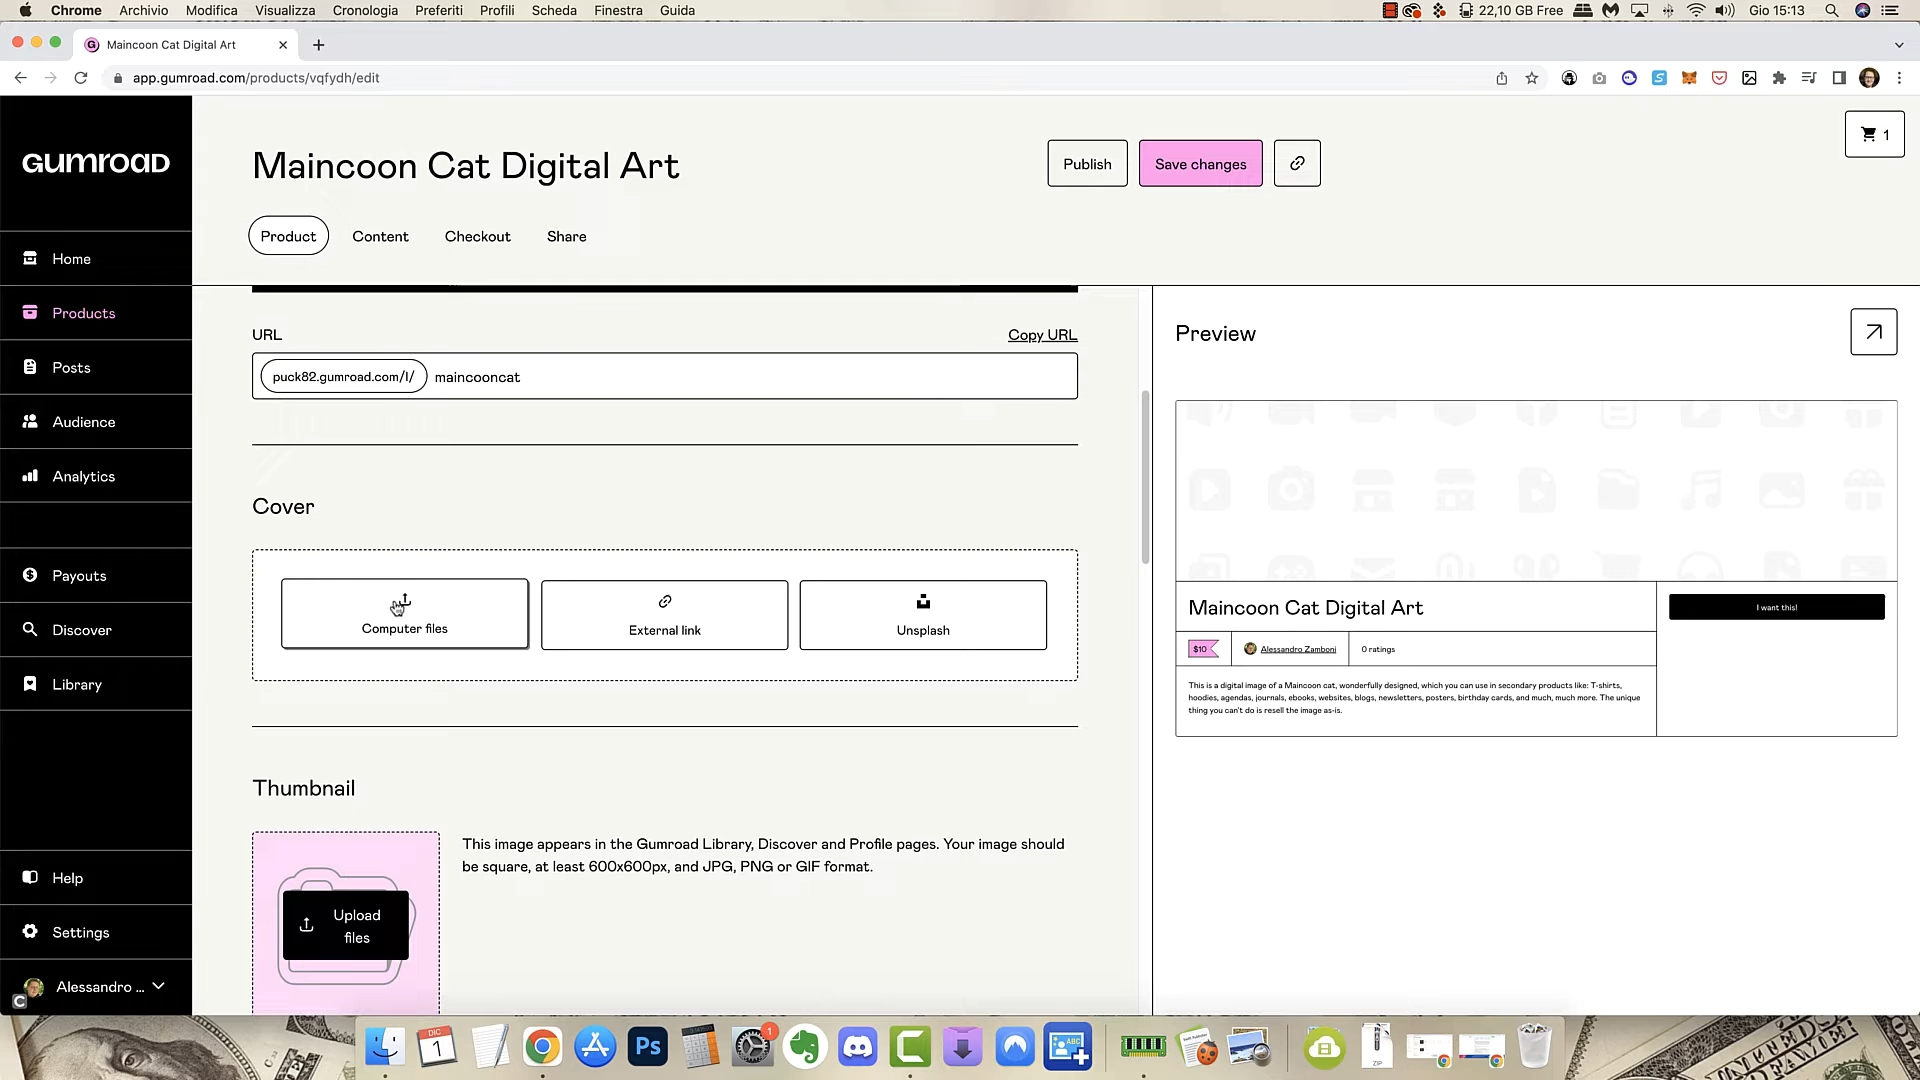 Chrome Archivio Modifica Visualizza Cronologia Preferiti Profili Scheda Finestra Guida
22,10 GB Free Gio 15:13
Maincoon Cat Digital Art
app.gumroad.com/products/vqfydh/edit
GUMROAD
Home
Products
Posts
Audience
Analytics
Payouts
Discover
Library
Help
Settings
Alessandro ...
Maincoon Cat Digital Art
Publish
Save changes
1
Product
Content
Checkout
Share
URL
Copy URL
puck82.gumroad.com/l/
maincooncat
Cover
Computer files
External link
Unsplash
Thumbnail
Upload
files
This image appears in the Gumroad Library, Discover and Profile pages. Your image should
be square, at least 600x600px, and JPG, PNG or GIF format.
Preview
Maincoon Cat Digital Art
I want this!
$10
Alessandro Zamboni
0 ratings
This is a digital image of a Maincoon cat, wonderfully designed, which you can use in secondary products like: T-shirts,
hoodies, agendas, journals, ebooks, websites, blogs, newsletters, posters, birthday cards, and much, much more. The unique
thing you can't do is resell the image as-is.
DIC
1
Ps
1
ABC
ZIP